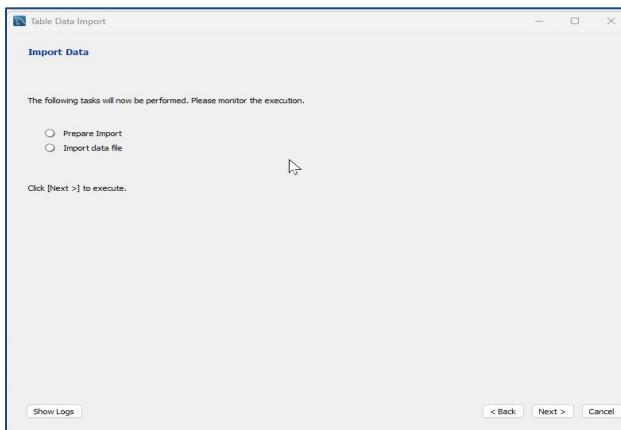 Table Data Import
Import Data
The following tasks will now be performed. Please monitor the execution.
Prepare Import
Import data file
Click [Next >] to execute.
Show Logs
< Back
Next >
Cancel